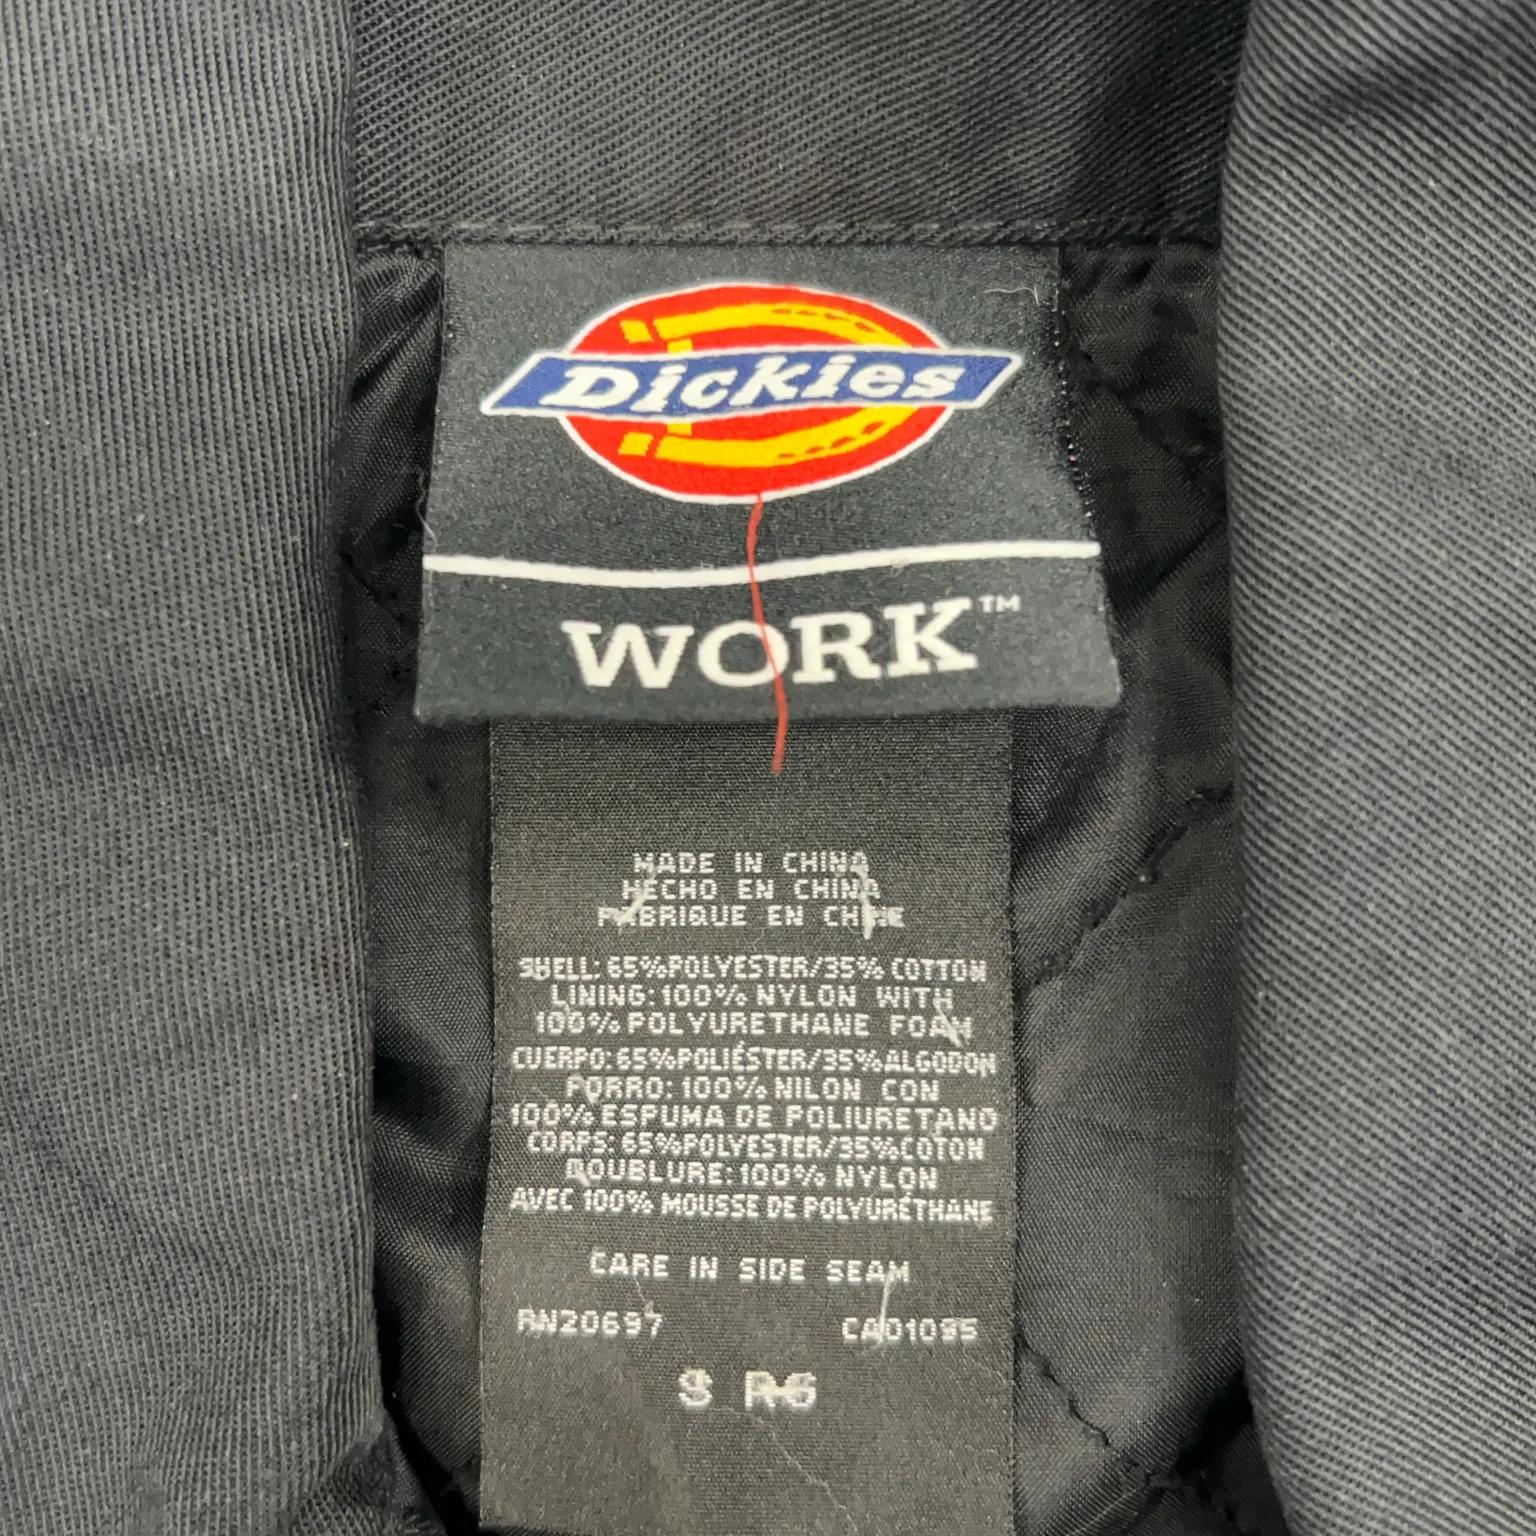 Dickies
WORK™
MADE IN CHINA
HECHO EN CHINA
FABRIQUE EN CHINE
SHELL: 65%POLYESTER/35% COTTON
LINING:100% NYLON WITH
100% POLYURETHANE FOAM
CUERPO:65%POLIÉSTER/35%ALGODON
FORRO:100% NILON CON
100% ESPUMA DE POLIURETANO
CORPS: 65%POLYESTER/35%COTON
DOUBLURE:100% NYLON
AVEC 100% MOUSSE DE POLYURÉTHANE
CARE IN SIDE SEAM
RN20697 CA01095
S